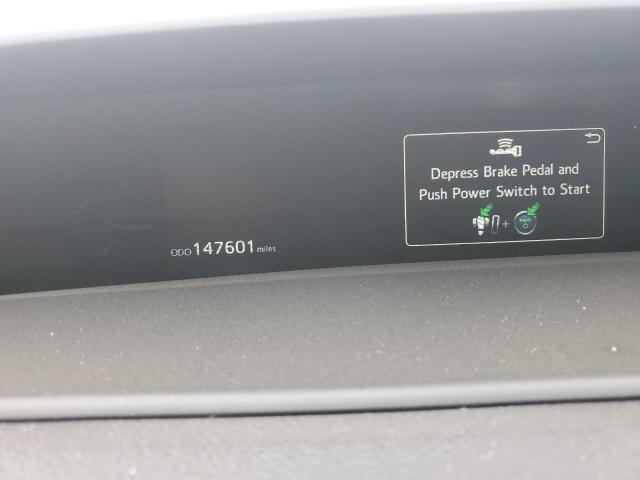 Depress Brake Pedal and
Push Power Switch to Start
+
ODO 147601 miles